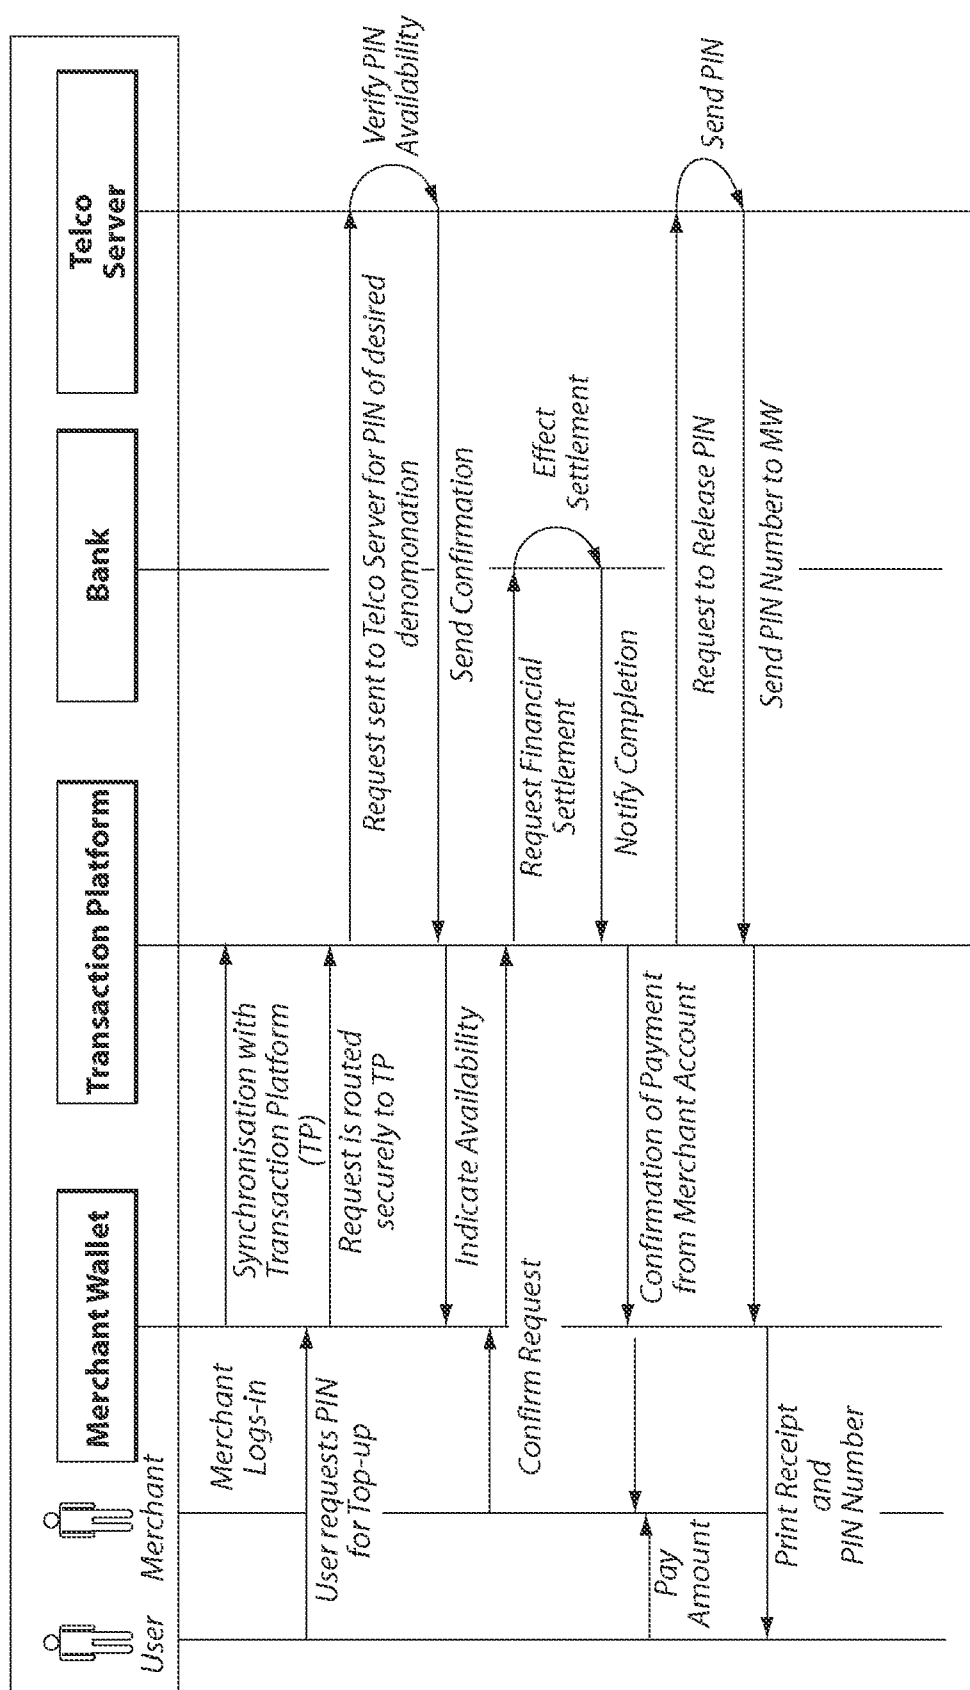 User
Merchant
Merchant Wallet
Transaction Platform
Bank
Telco
Server
Merchant
Logs-in
Synchronisation with
Transaction Platform
(TP)
User requests PIN
for Top-up
Request is routed
securely to TP
Request sent to Telco Server for PIN of desired
denomonation
Verify PIN
Availability
Send Confirmation
Indicate Availability
Confirm Request
Request Financial
Settlement
Effect
Settlement
Notify Completion
Confirmation of Payment
from Merchant Account
Pay
Amount
Request to Release PIN
Send PIN
Send PIN Number to MW
Print Receipt
and
PIN Number